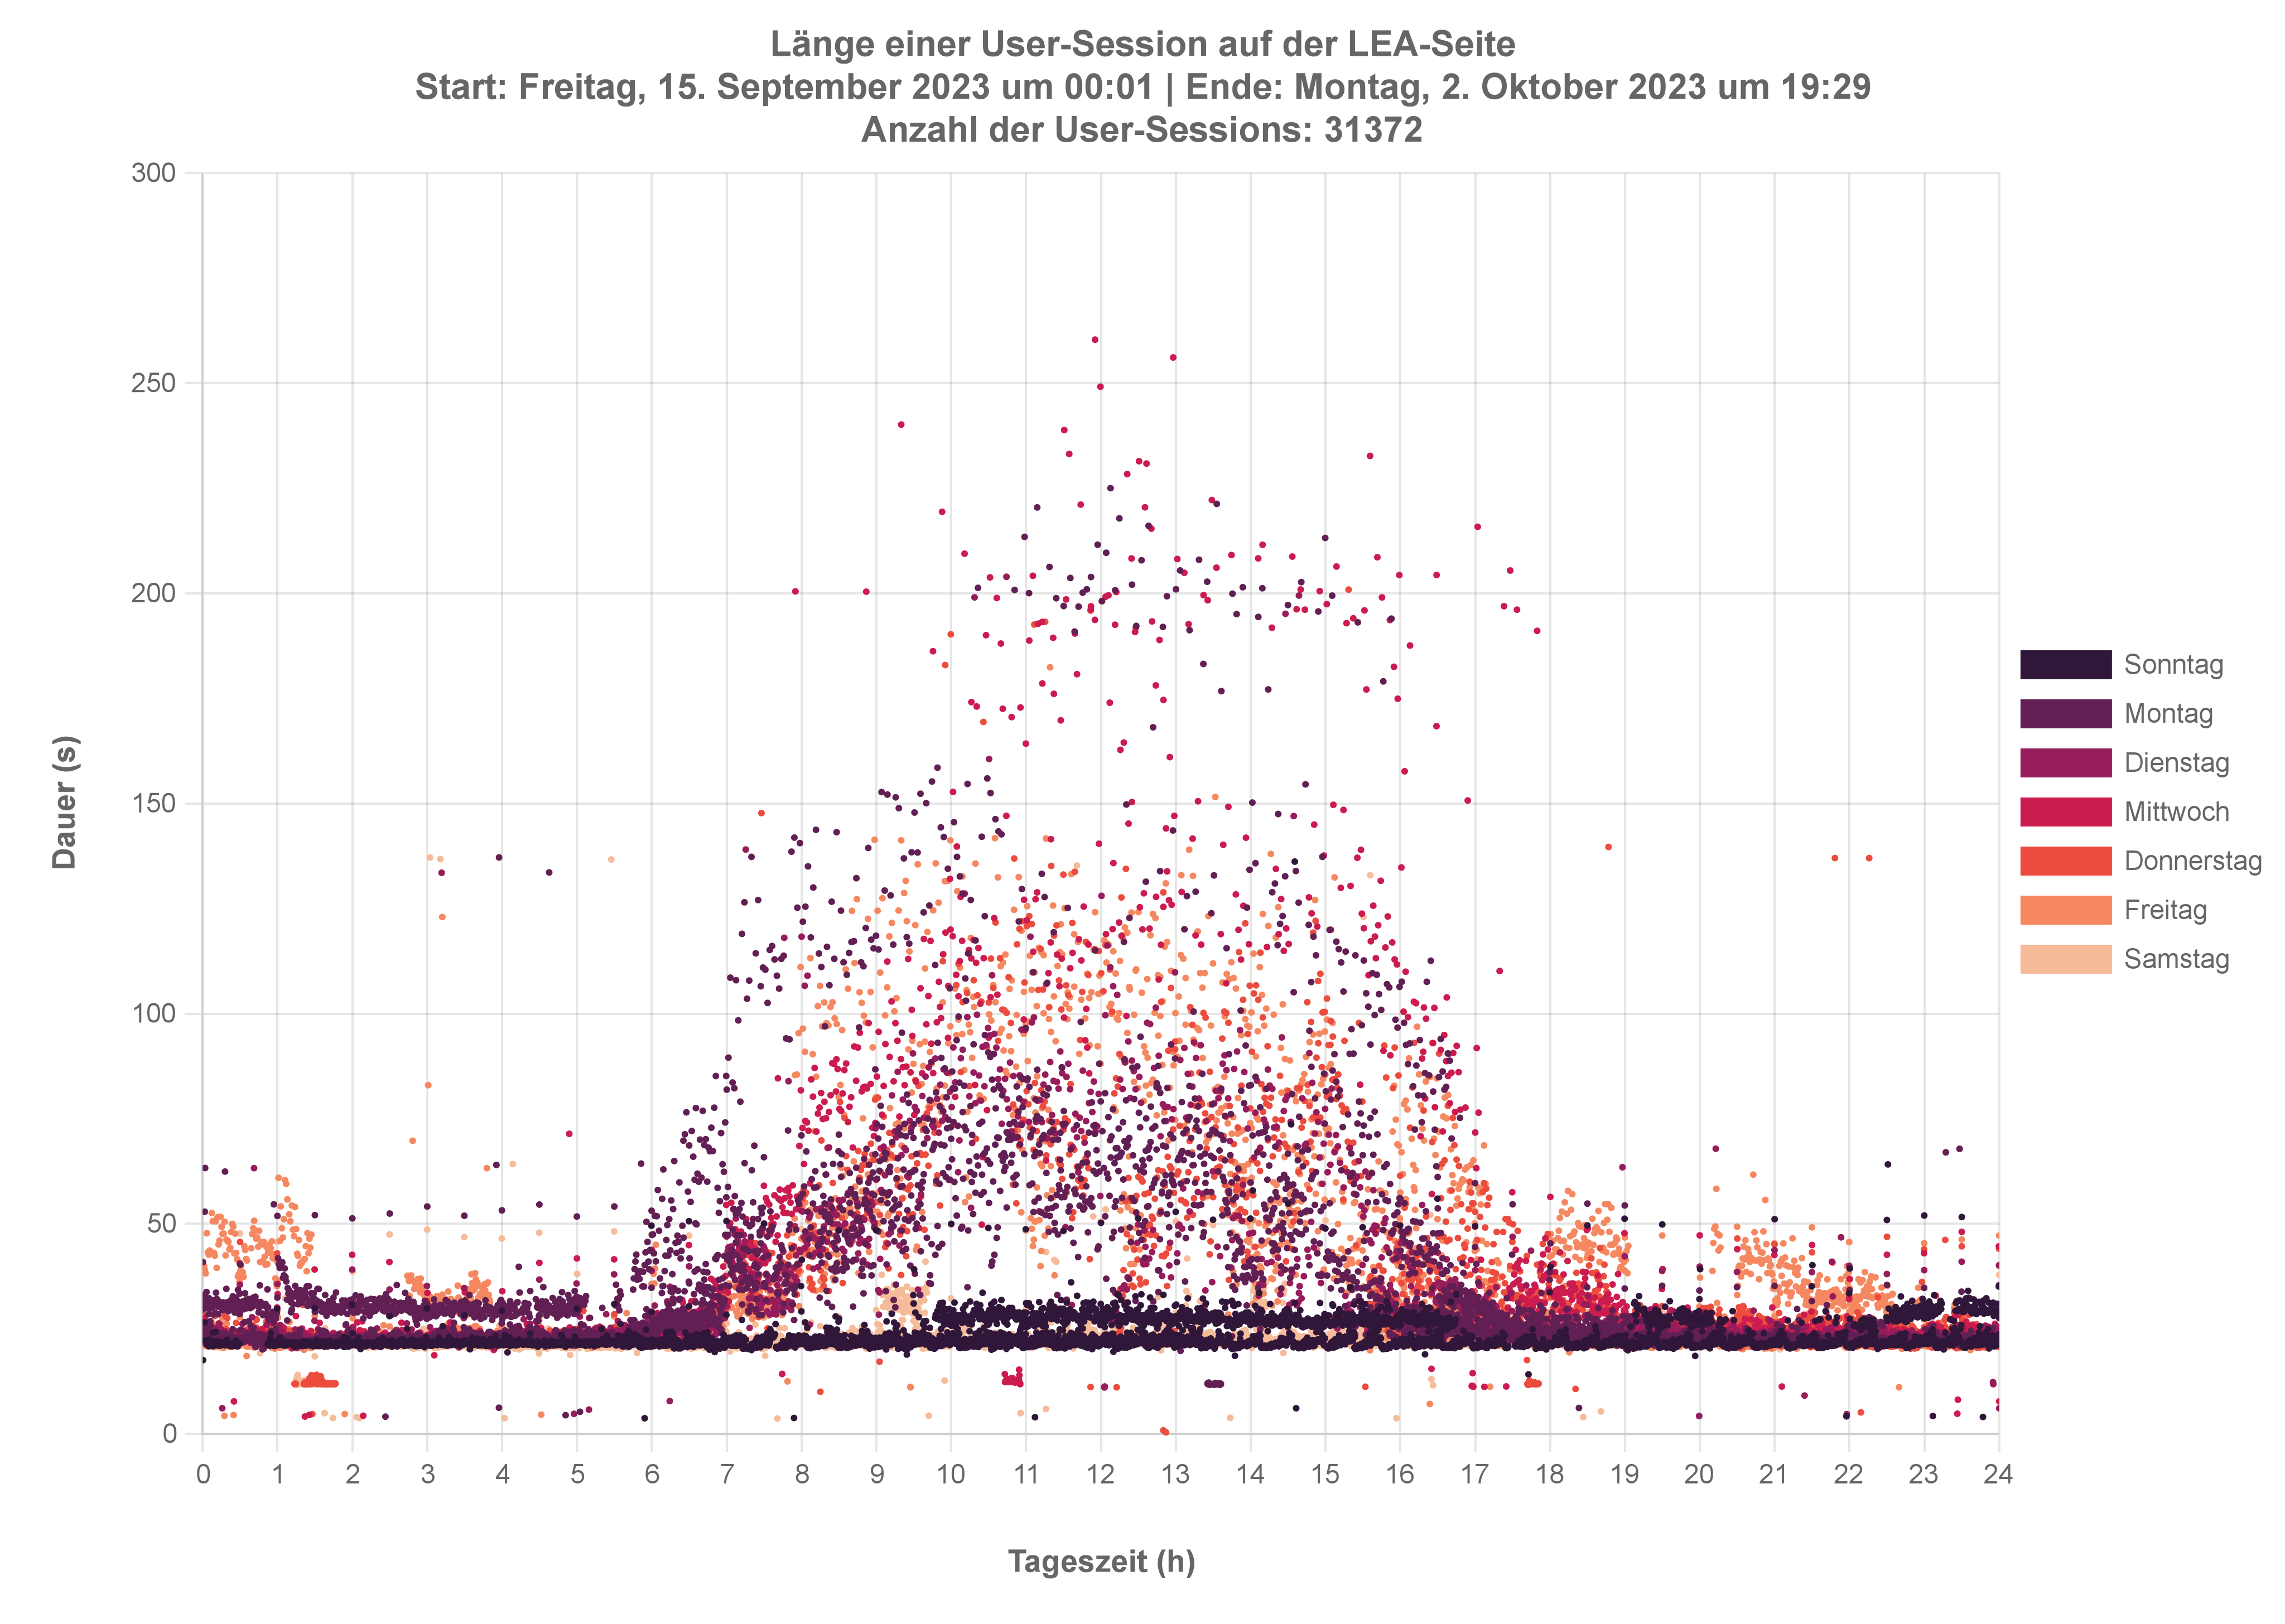 Länge einer User-Session auf der LEA-Seite
Start: Freitag, 15. September 2023 um 00:01 | Ende: Montag, 2. Oktober 2023 um 19:29
Anzahl der User-Sessions: 31372
300
250
200
150
100
50
0
Dauer (s)
0 1 2 3 4 5 6 7 8 9 10 11 12 13 14 15 16 17 18 19 20 21 22 23 24
Tageszeit (h)
Sonntag
Montag
Dienstag
Mittwoch
Donnerstag
Freitag
Samstag